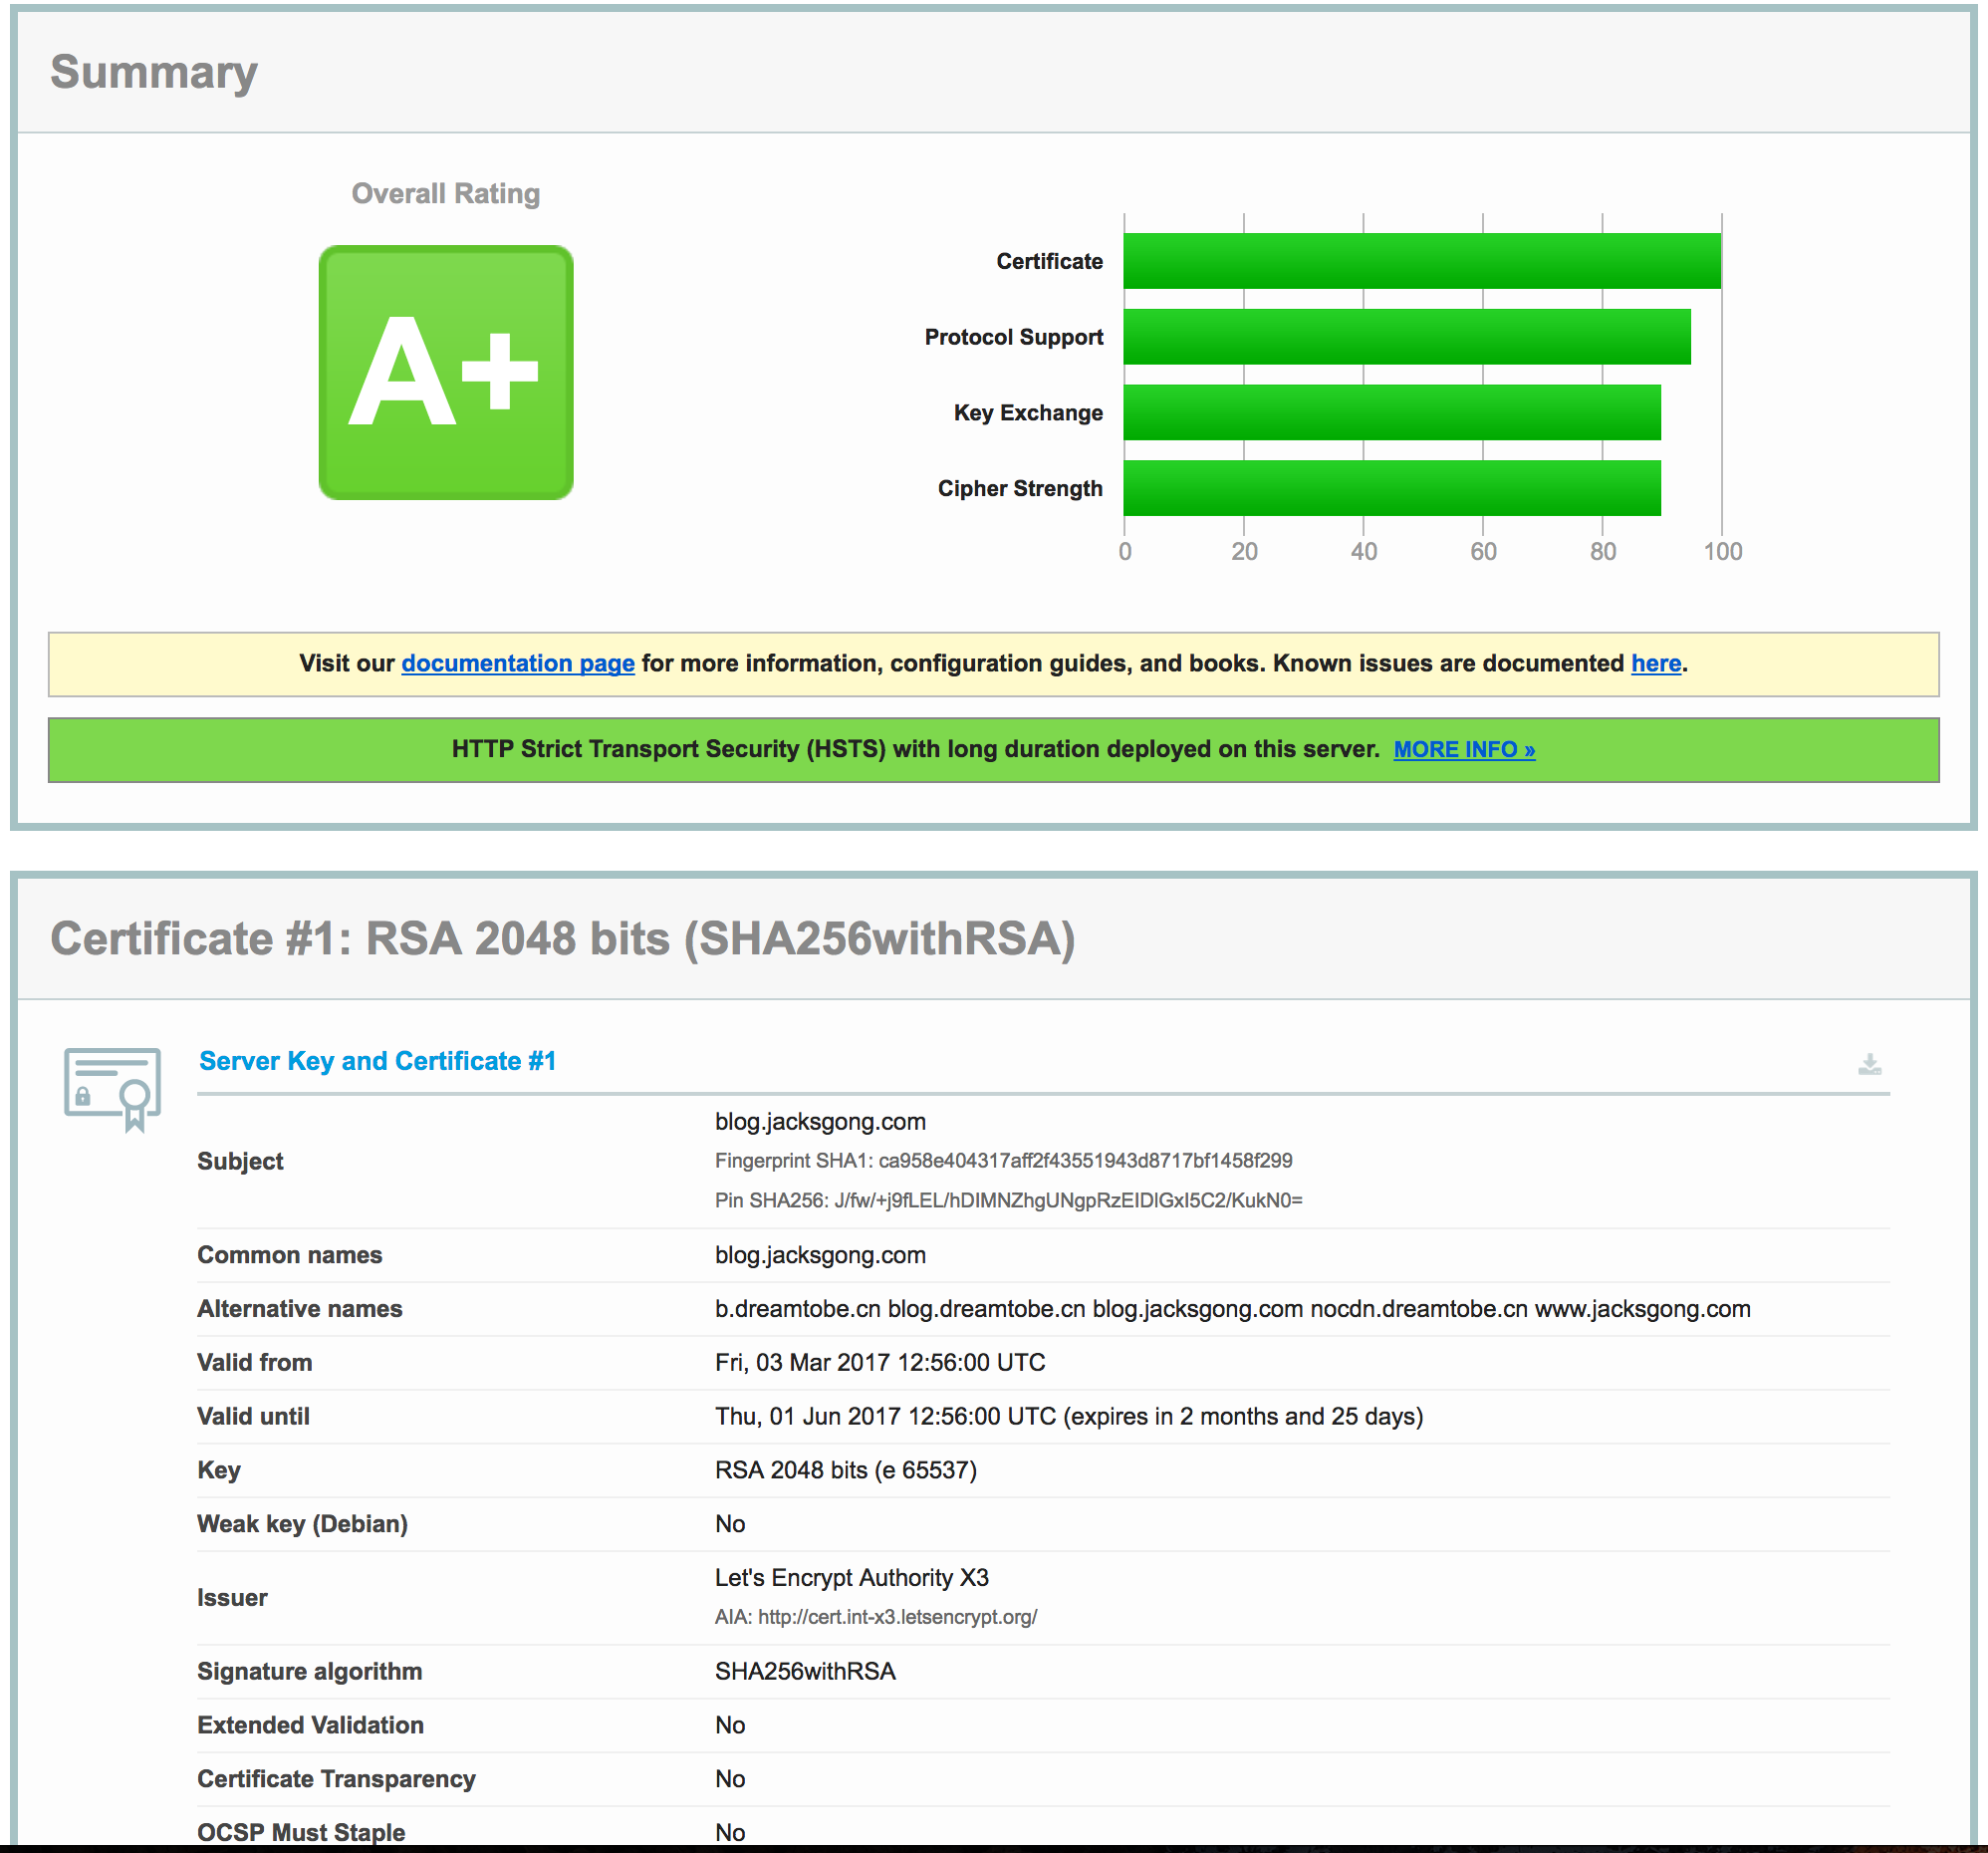 Summary
Overall Rating
A+
Certificate
Protocol Support
Key Exchange
Cipher Strength
0 20 40 60 80 100
Visit our documentation page for more information, configuration guides, and books. Known issues are documented here.
HTTP Strict Transport Security (HSTS) with long duration deployed on this server. MORE INFO »
Certificate #1: RSA 2048 bits (SHA256withRSA)
Server Key and Certificate #1
Subject
blog.jacksgong.com
Fingerprint SHA1: ca958e404317aff2f43551943d8717bf1458f299
Pin SHA256: J/fw/+j9fLEL/hDIMNZhgUNgpRzEIDlGxI5C2/KukN0=
Common names blog.jacksgong.com
Alternative names b.dreamtobe.cn blog.dreamtobe.cn blog.jacksgong.com nocdn.dreamtobe.cn www.jacksgong.com
Valid from Fri, 03 Mar 2017 12:56:00 UTC
Valid until Thu, 01 Jun 2017 12:56:00 UTC (expires in 2 months and 25 days)
Key RSA 2048 bits (e 65537)
Weak key (Debian) No
Issuer
Let's Encrypt Authority X3
AIA: http://cert.int-x3.letsencrypt.org/
Signature algorithm SHA256withRSA
Extended Validation No
Certificate Transparency No
OCSP Must Staple No